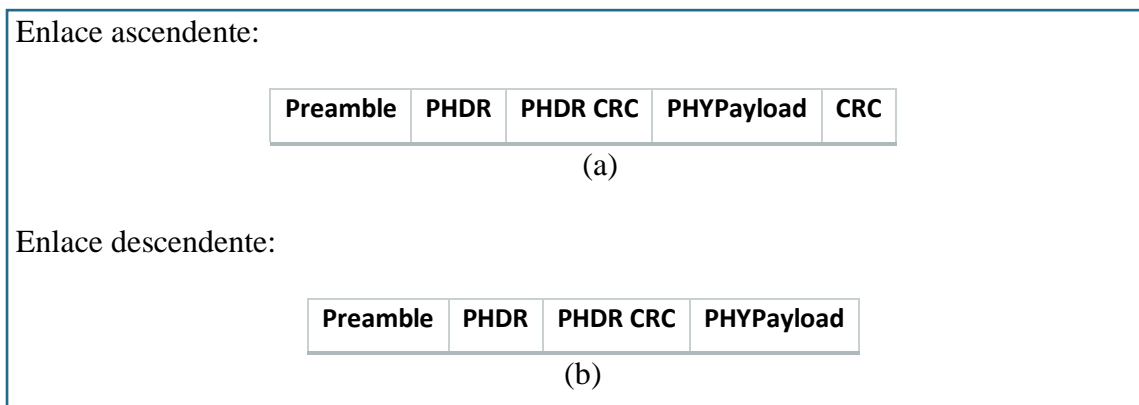 Enlace ascendente:
Preamble PHDR PHDR CRC PHYPayload CRC
(a)
Enlace descendente:
Preamble PHDR PHDR CRC PHYPayload
(b)